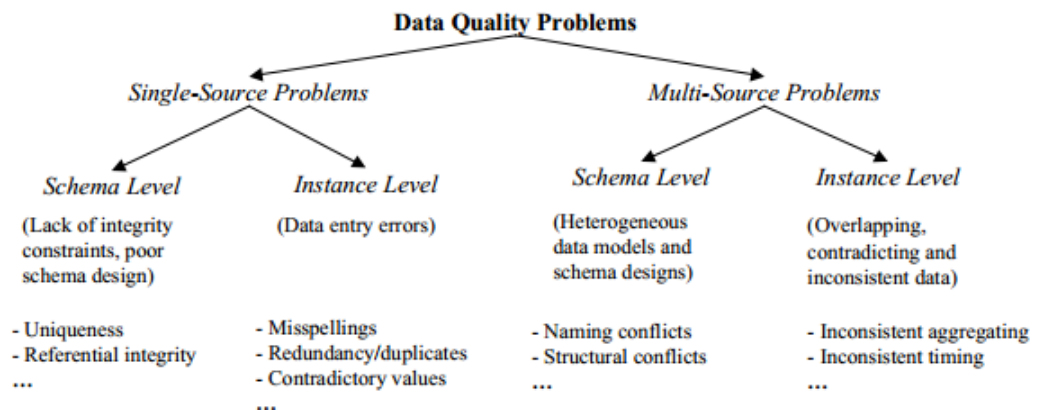 Data Quality Problems
Single-Source Problems
Multi-Source Problems
Schema Level
Instance Level
Schema Level
Instance Level
(Lack of integrity
constraints, poor
schema design)
(Data entry errors)
(Heterogeneous
data models and
schema designs)
(Overlapping,
contradicting and
inconsistent data)
- Uniqueness
- Referential integrity
...
- Misspellings
- Redundancy/duplicates
- Contradictory values
...
- Naming conflicts
- Structural conflicts
...
- Inconsistent aggregating
- Inconsistent timing
...